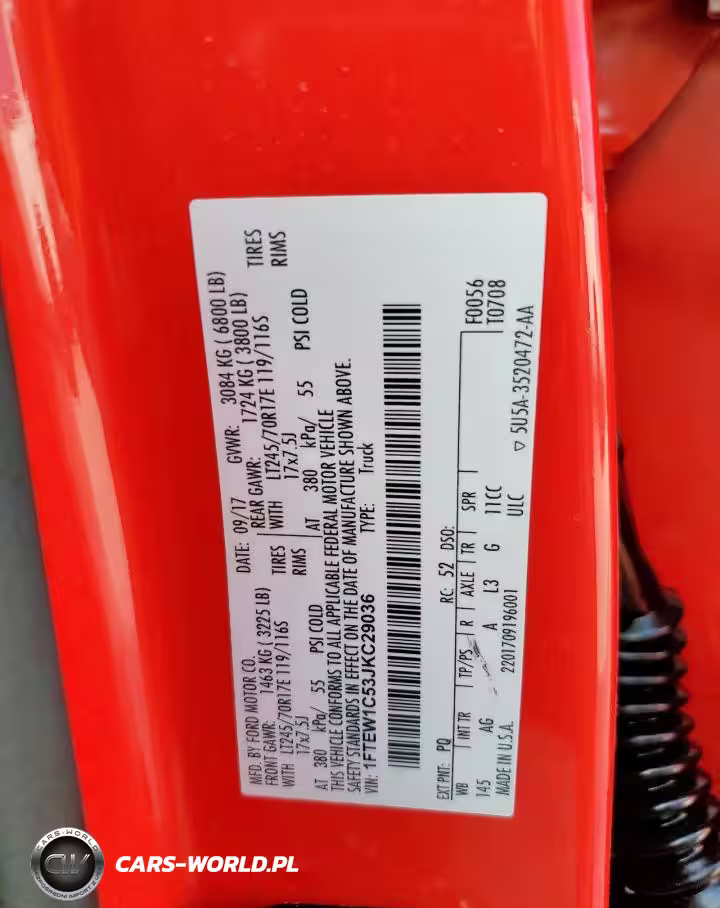 MFD. BY FORD MOTOR CO.
DATE: 09/17 GVWR: 3084 KG ( 6800 LB)
FRONT GAWR: 1463 KG ( 3225 LB) REAR GAWR: 1724 KG ( 3800 LB)
WITH LT245/70R17E 119/116S TIRES WITH LT245/70R17E 119/116S TIRES
17x7.5J RIMS 17x7.5J RIMS
AT 380 kPa/ 55 PSI COLD AT 380 kPa/ 55 PSI COLD
THIS VEHICLE CONFORMS TO ALL APPLICABLE FEDERAL MOTOR VEHICLE
SAFETY STANDARDS IN EFFECT ON THE DATE OF MANUFACTURE SHOWN ABOVE.
VIN: 1FTEW1C53JKC29036 TYPE: Truck
EXT PNT: PQ RC: 52 DSO: F0056
WB INT TR TP/PS R AXLE TR SPR T0708
145 AG A L3 G 11CC
MADE IN U.S.A. 2201709196001 ULC ▽ 5U5A-3520472-AA
CARS-WORLD
CW
CARS-WORLD.PL